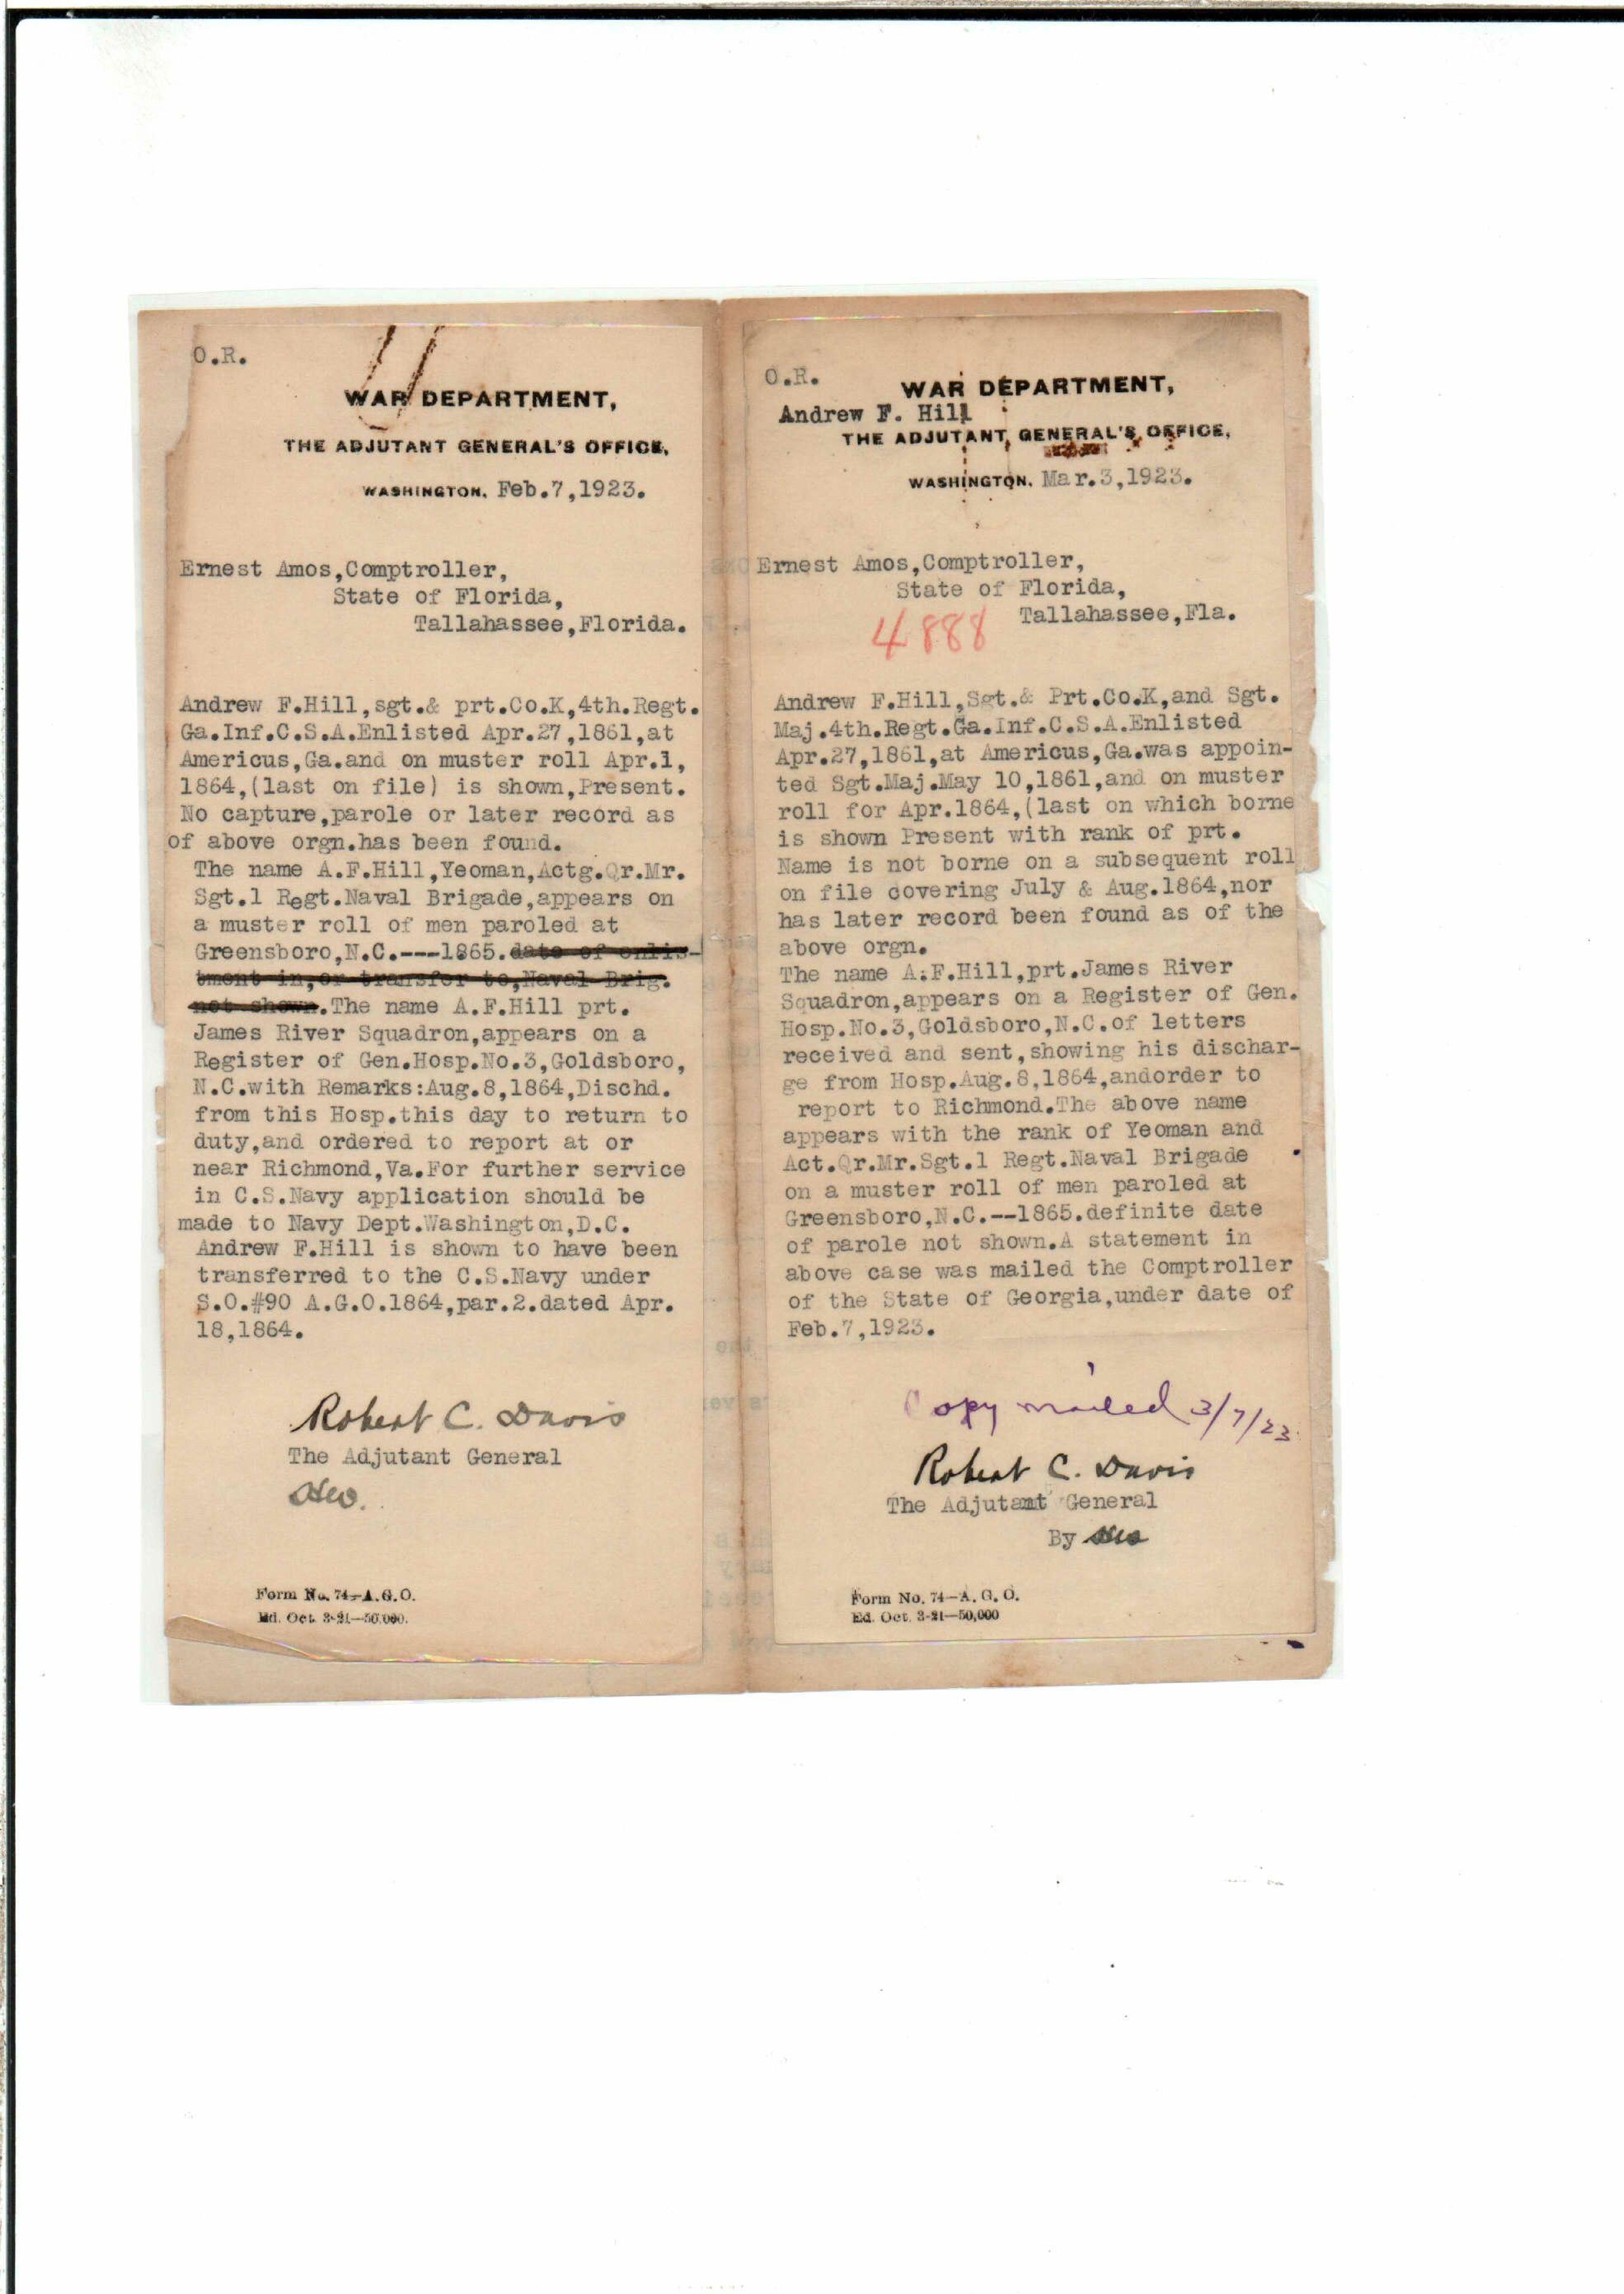 O.R.
WAR DEPARTMENT,
THE ADJUTANT GENERAL'S OFFICE,
WASHINGTON. Feb.7,1923.
Ernest Amos,Comptroller,
State of Florida,
Tallahassee,Florida.
Andrew F.Hill,sgt.& prt.Co.K,4th.Regt.
Ga.Inf.C.S.A.Enlisted Apr.27,1861,at
Americus,Ga.and on muster roll Apr.1,
1864,(last on file) is shown,Present.
No capture,parole or later record as
of above orgn.has been found.
The name A.F.Hill,Yeoman,Actg.Qr.Mr.
Sgt.1 Regt.Naval Brigade,appears on
a muster roll of men paroled at
Greensboro,N.C.---1865.date of enlis-
tment in,or transfer to,Naval Brig.
not shown.The name A.F.Hill prt.
James River Squadron,appears on a
Register of Gen.Hosp.No.3,Goldsboro,
N.C.with Remarks:Aug.8,1864,Dischd.
from this Hosp.this day to return to
duty,and ordered to report at or
near Richmond,Va.For further service
in C.S.Navy application should be
made to Navy Dept.Washington,D.C.
Andrew F.Hill is shown to have been
transferred to the C.S.Navy under
S.O.#90 A.G.O.1864,par.2.dated Apr.
18,1864.
Robert C. Davis
The Adjutant General
Form No. 74—A.G.O.
Ed. Oct. 3-21—50,000.
O.R.
WAR DEPARTMENT,
Andrew F. Hill
THE ADJUTANT GENERAL'S OFFICE,
WASHINGTON. Mar.3,1923.
Ernest Amos,Comptroller,
State of Florida,
Tallahassee,Fla.
4888
Andrew F.Hill,Sgt.& Prt.Co.K,and Sgt.
Maj.4th.Regt.Ga.Inf.C.S.A.Enlisted
Apr.27,1861,at Americus,Ga.was appoin-
ted Sgt.Maj.May 10,1861,and on muster
roll for Apr.1864,(last on which borne
is shown Present with rank of prt.
Name is not borne on a subsequent roll
on file covering July & Aug.1864,nor
has later record been found as of the
above orgn.
The name A.F.Hill,prt.James River
Squadron,appears on a Register of Gen.
Hosp.No.3,Goldsboro,N.C.of letters
received and sent,showing his dischar-
ge from Hosp.Aug.8,1864,andorder to
report to Richmond.The above name
appears with the rank of Yeoman and
Act.Qr.Mr.Sgt.1 Regt.Naval Brigade
on a muster roll of men paroled at
Greensboro,N.C.--1865.definite date
of parole not shown.A statement in
above case was mailed the Comptroller
of the State of Georgia,under date of
Feb.7,1923.
Copy mailed 3/7/23
Robert C. Davis
The Adjutant General
By
Form No. 74—A. G. O.
Ed. Oct. 3-21—50,000